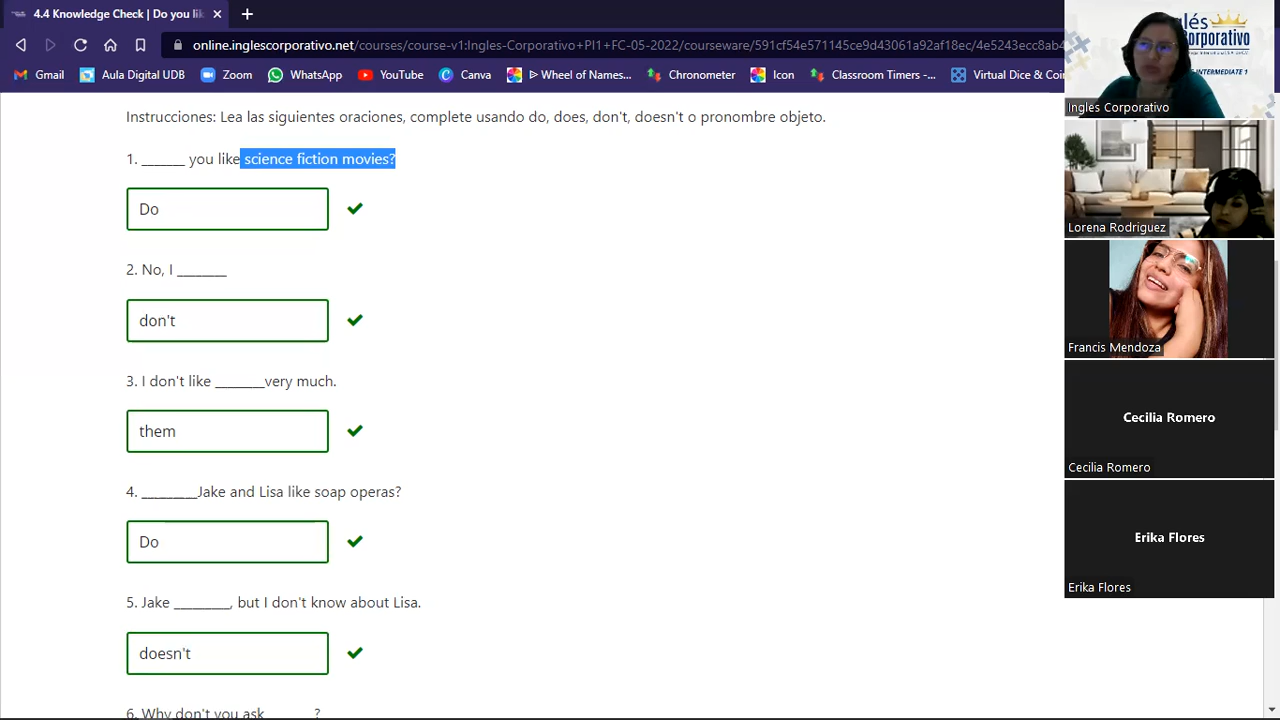 4.4 Knowledge Check | Do you lik
online.inglescorporativo.net/courses/course-v1:Ingles-Corporativo+PI1+FC-05-2022/courseware/591cf54e571145ce9d43061a92af18ec/4e5243ecc8ab4
Gmail Aula Digital UDB Zoom WhatsApp YouTube Canva ᐅ Wheel of Names... Chronometer Icon Classroom Timers -... Virtual Dice & Coi
Instrucciones: Lea las siguientes oraciones, complete usando do, does, don't, doesn't o pronombre objeto.
1. _______ you like science fiction movies?
Do
2. No, I ________
don't
3. I don't like ________very much.
them
4. _________Jake and Lisa like soap operas?
Do
5. Jake _________, but I don't know about Lisa.
doesn't
6. Why don't you ask ________?
glés
Corporativo
INTERMEDIATE 1
Ingles Corporativo
Lorena Rodriguez
Francis Mendoza
Cecilia Romero
Cecilia Romero
Erika Flores
Erika Flores